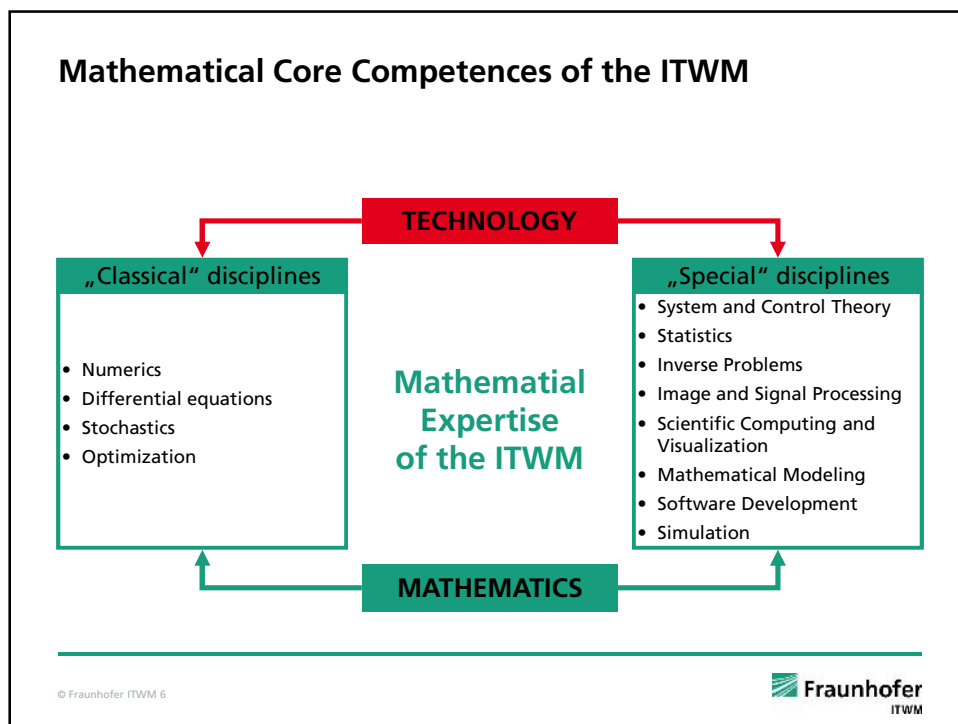 Mathematical Core Competences of the ITWM
TECHNOLOGY
„Classical“ disciplines
• Numerics
• Differential equations
• Stochastics
• Optimization
Mathematial
Expertise
of the ITWM
„Special“ disciplines
• System and Control Theory
• Statistics
• Inverse Problems
• Image and Signal Processing
• Scientific Computing and
Visualization
• Mathematical Modeling
• Software Development
• Simulation
MATHEMATICS
© Fraunhofer ITWM 6
Fraunhofer
ITWM